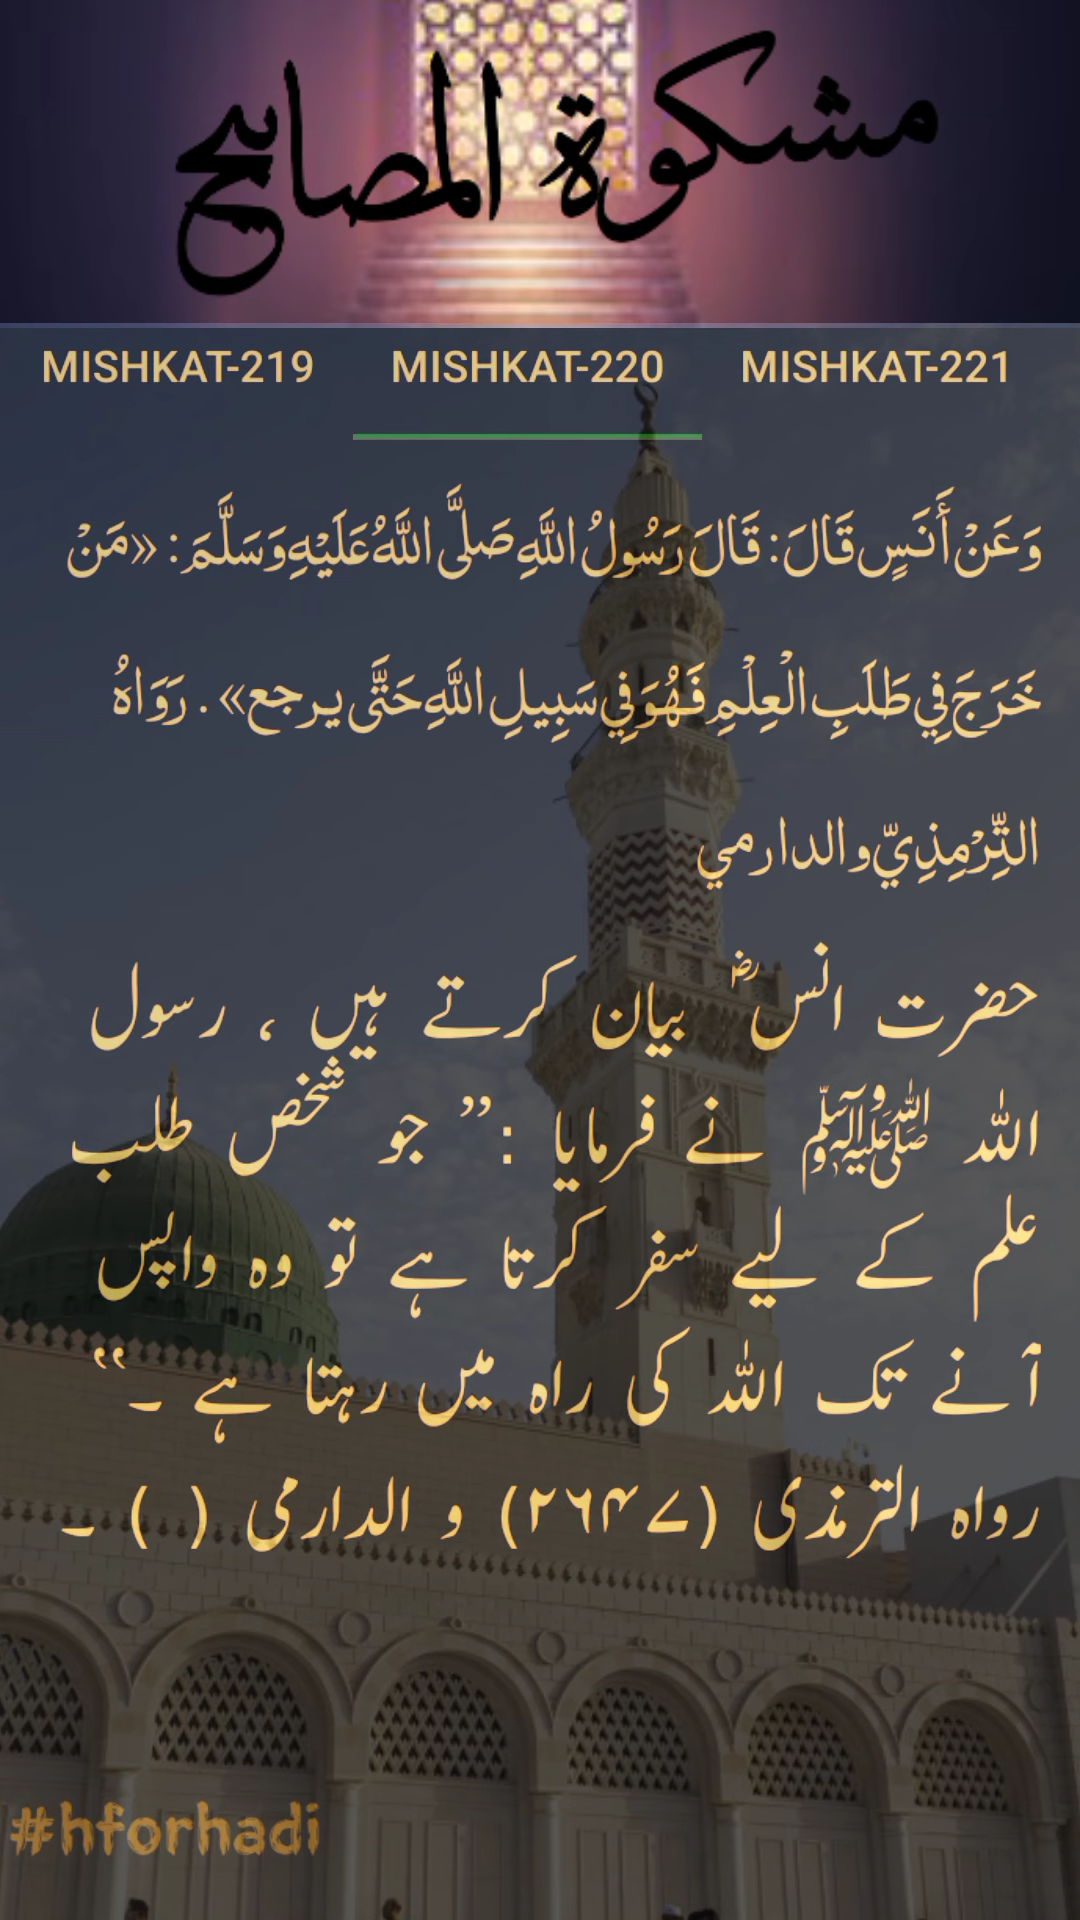 مشكوة المصابيح
MISHKAT-219 MISHKAT-220 MISHKAT-221
وَعَنْ أَنَسٍ قَالَ: قَالَ رَسُولُ اللَّهِ صَلَّى اللَّهُ عَلَيْهِ وَسَلَّمَ: «مَنْ
خَرَجَ فِي طَلَبِ الْعِلْمِ فَهُوَ فِي سَبِيلِ اللَّهِ حَتَّى يرجع» . رَوَاهُ
التِّرْمِذِيّ والدارمي
حضرت انس ؓ بیان کرتے ہیں ، رسول
اللہ ﷺ نے فرمایا :’’ جو شخص طلب
علم کے لیے سفر کرتا ہے تو وہ واپس
آنے تک اللہ کی راہ میں رہتا ہے ۔‘‘
رواہ الترمذی (۲۶۴۷) و الدارمی ( ) ۔
#hforhadi